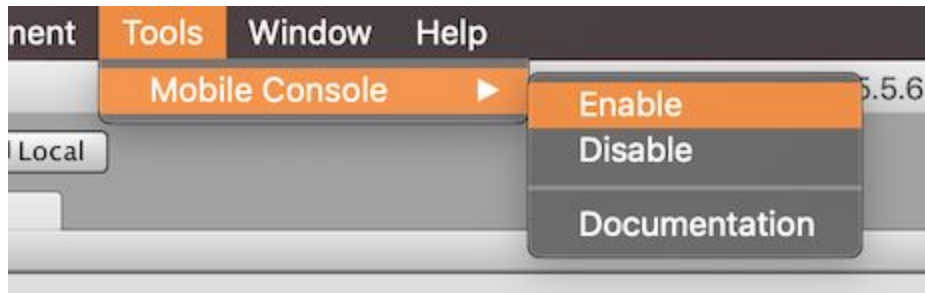 nent Tools Window Help
Mobile Console
5.5.6
Enable
Local
Disable
Documentation